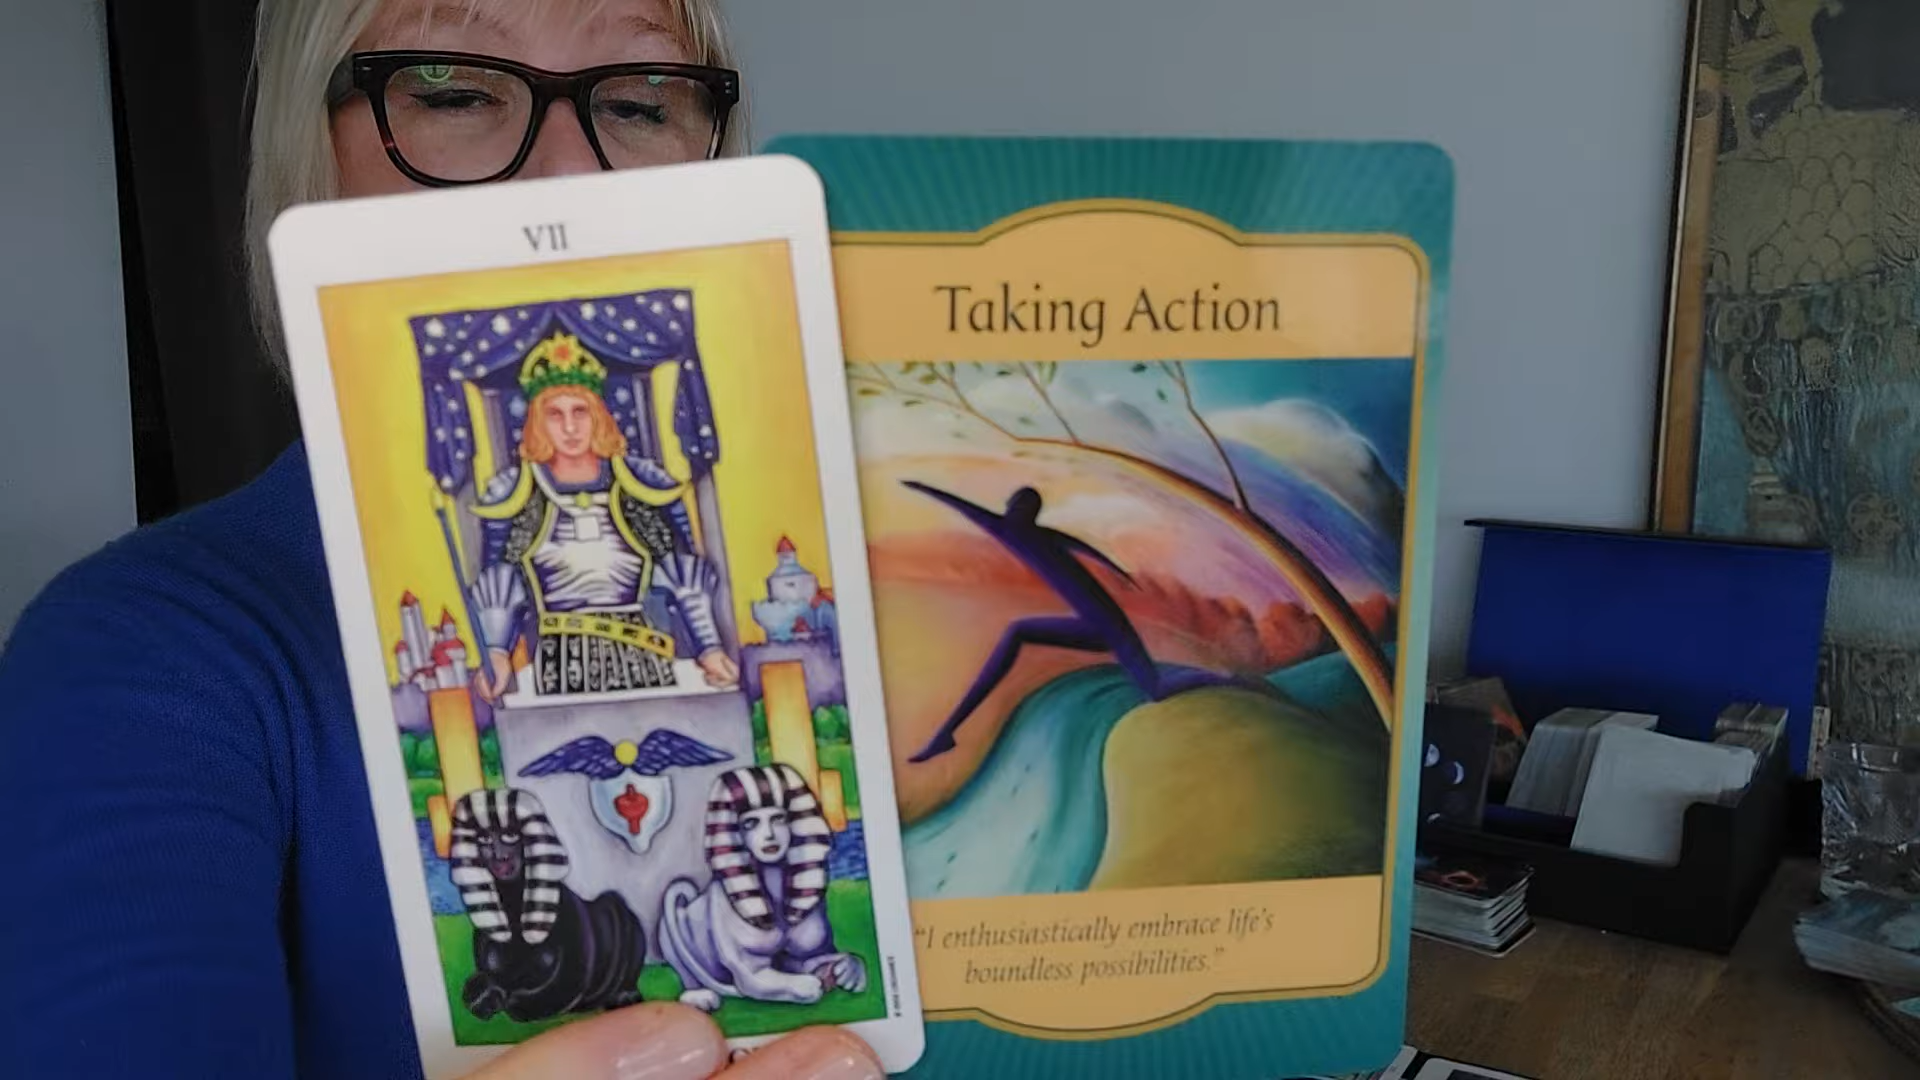 VII
Taking Action
"I enthusiastically embrace life's
boundless possibilities."